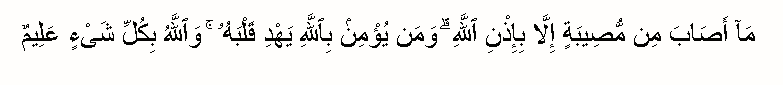 مَآ أَصَابَ مِن مُّصِيبَةٍ إِلَّا بِإِذْنِ ٱللَّهِ ۗ وَمَن يُؤْمِنۢ بِٱللَّهِ يَهْدِ قَلْبَهُۥ ۚ وَٱللَّهُ بِكُلِّ شَىْءٍ عَلِيمٌ